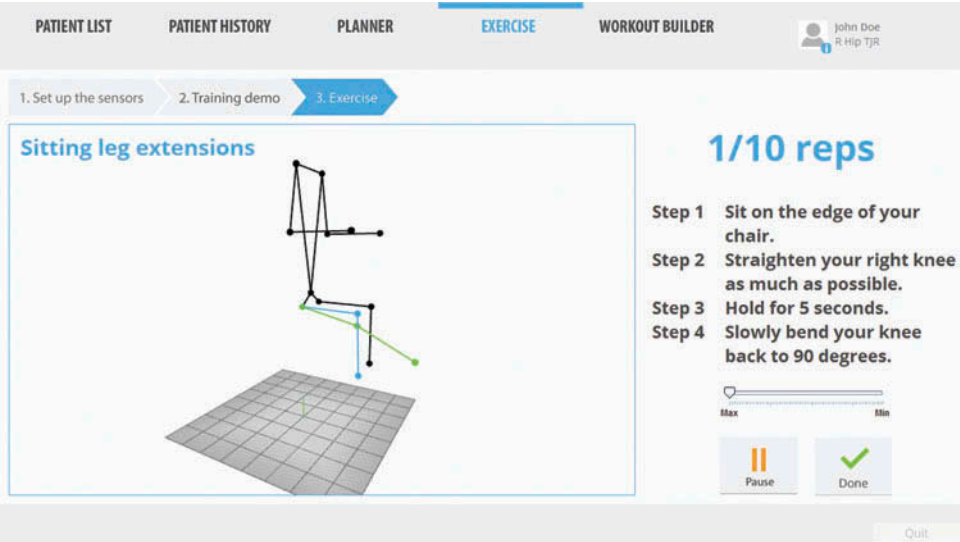 PATIENT LIST PATIENT HISTORY PLANNER EXERCISE WORKOUT BUILDER
John Doe
R Hip TJR
1. Set up the sensors 2. Training demo 3. Exercise
Sitting leg extensions
1/10 reps
Step 1 Sit on the edge of your
chair.
Step 2 Straighten your right knee
as much as possible.
Step 3 Hold for 5 seconds.
Step 4 Slowly bend your knee
back to 90 degrees.
Max Min
Pause Done
Quit